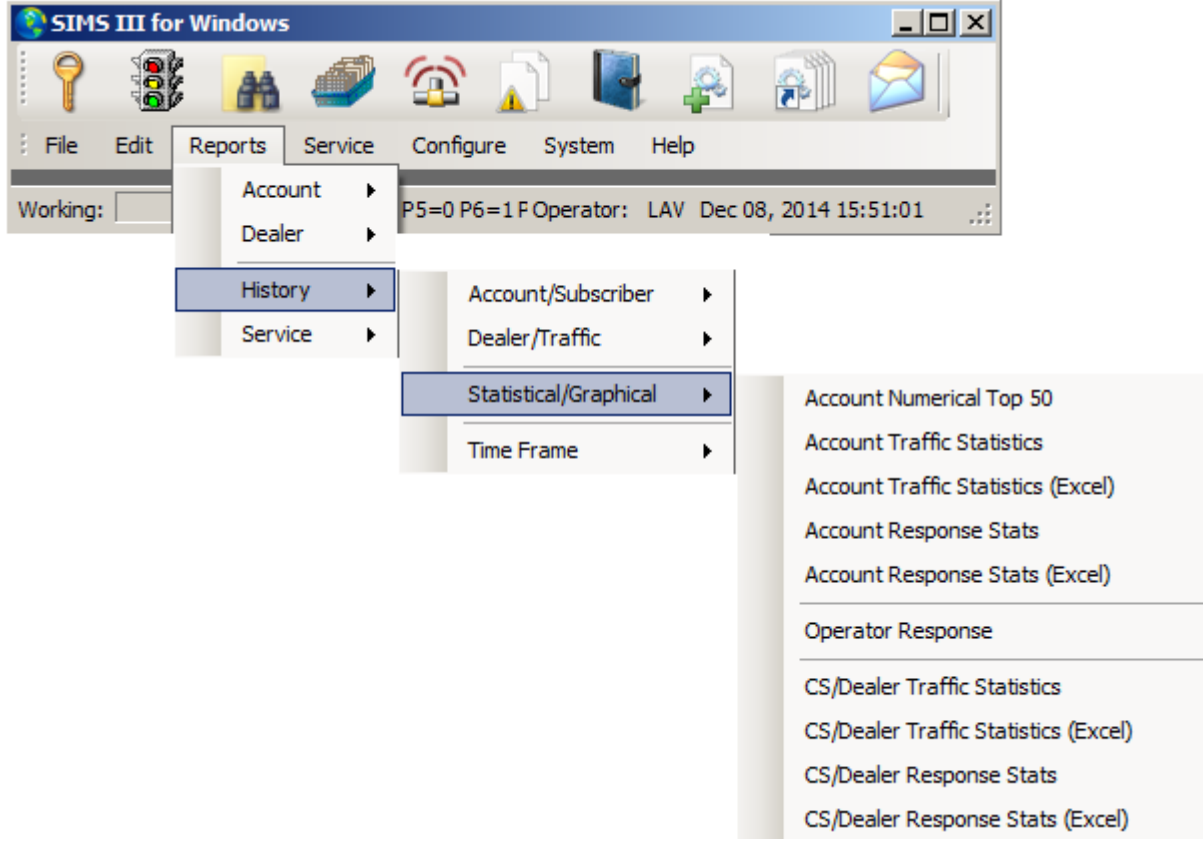 SIMS III for Windows
File Edit Reports Service Configure System Help
Account
Working: P5=0 P6=1 F Operator: LAV Dec 08, 2014 15:51:01
Dealer
History
Service
Account/Subscriber
Dealer/Traffic
Statistical/Graphical
Time Frame
Account Numerical Top 50
Account Traffic Statistics
Account Traffic Statistics (Excel)
Account Response Stats
Account Response Stats (Excel)
Operator Response
CS/Dealer Traffic Statistics
CS/Dealer Traffic Statistics (Excel)
CS/Dealer Response Stats
CS/Dealer Response Stats (Excel)